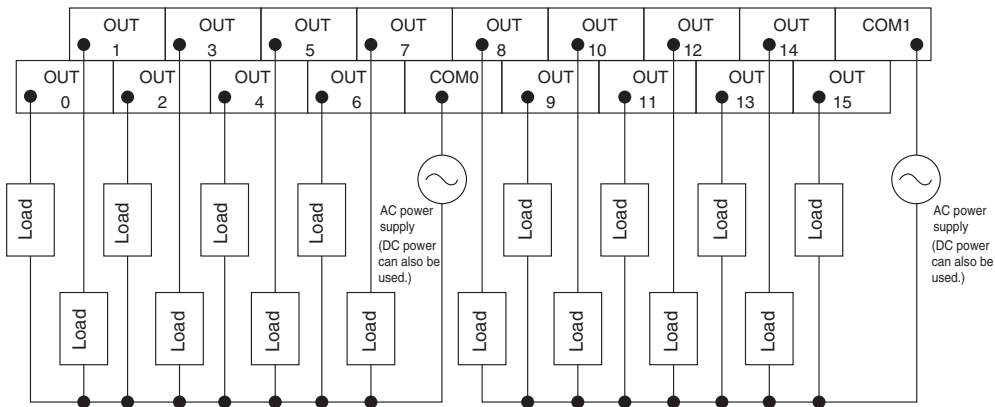 OUT OUT OUT OUT OUT OUT OUT OUT COM1
1 3 5 7 8 10 12 14
OUT OUT OUT OUT COM0 OUT OUT OUT OUT
0 2 4 6 9 11 13 15
Load Load Load Load Load Load Load Load
AC power
supply
(DC power
can also be
used.)
AC power
supply
(DC power
can also be
used.)
Load Load Load Load Load Load Load Load